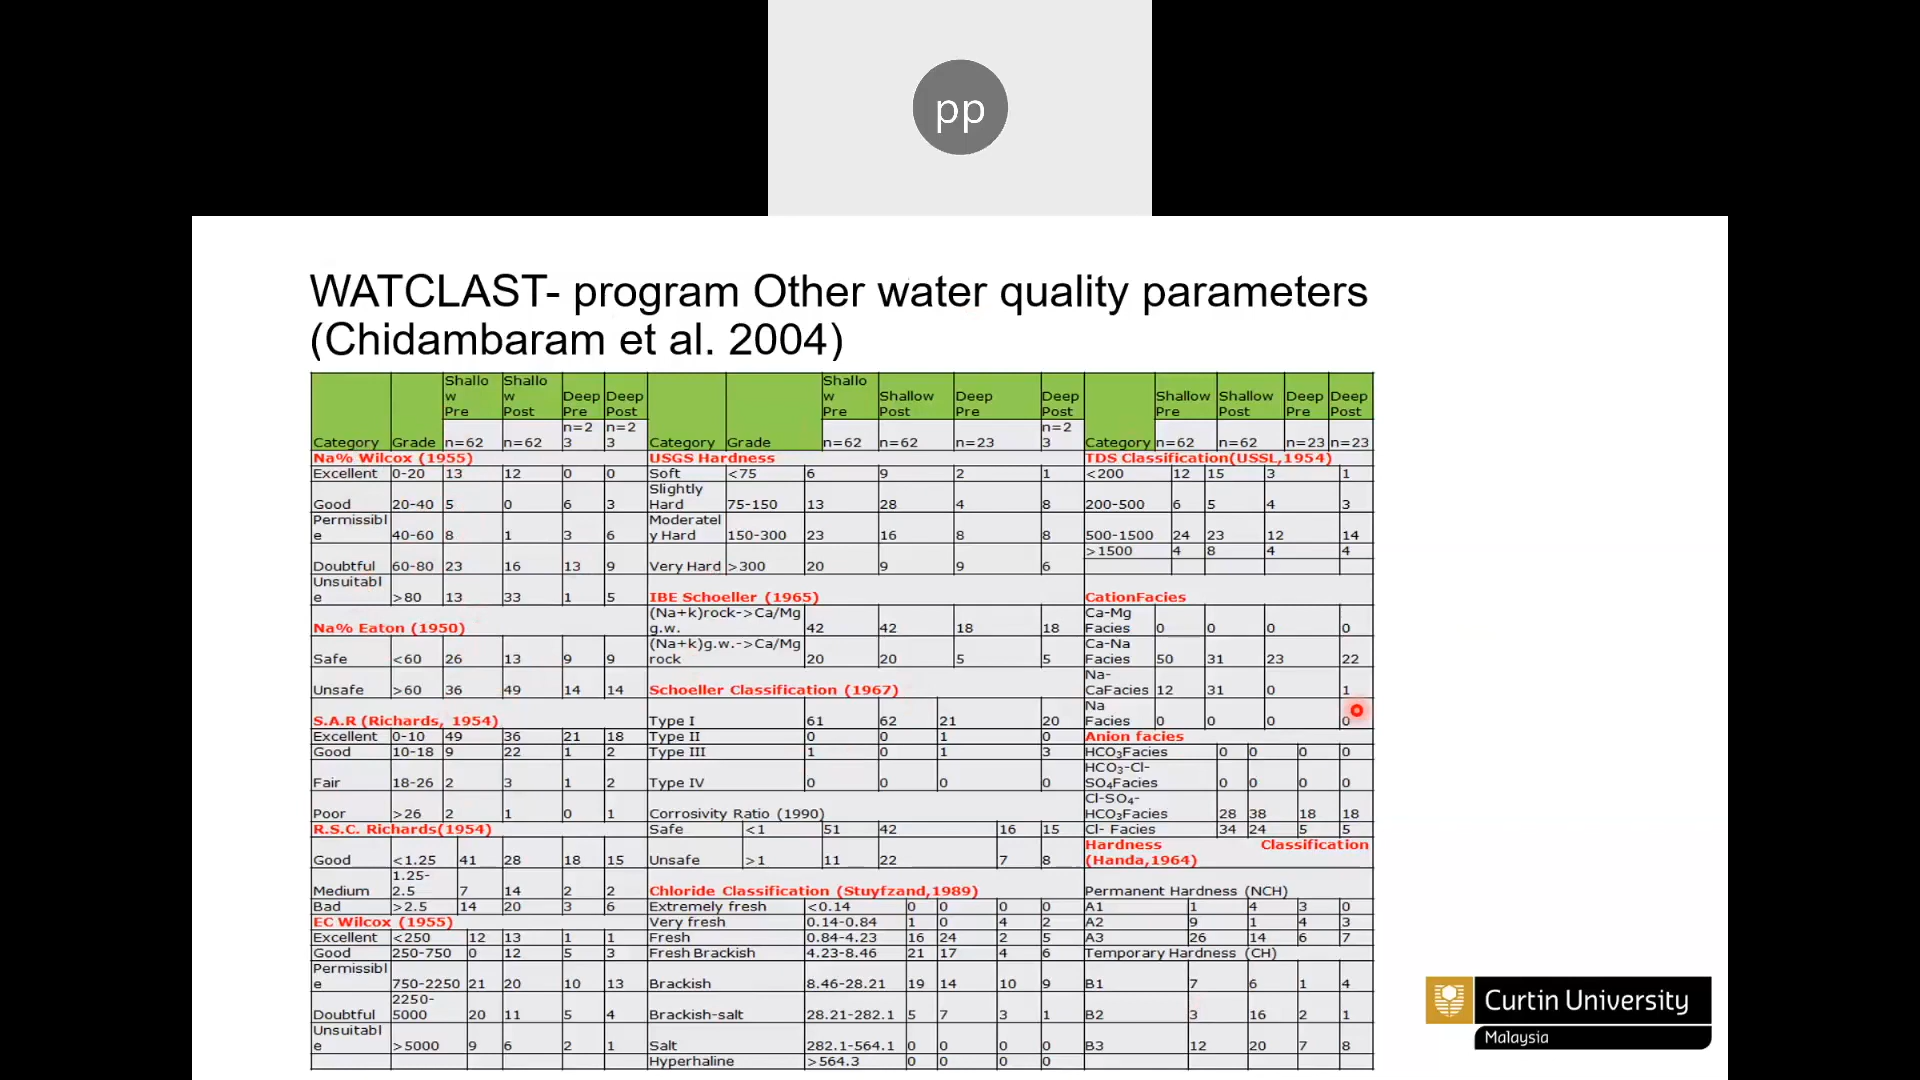 pp
WATCLAST- program Other water quality parameters
(Chidambaram et al. 2004)
Category Grade Shallo w Pre Shallo w Post Deep Pre Deep Post Category Grade Shallo w Pre Shallo w Post Deep Pre Deep Post Category Shallow Pre Shallow Post Deep Pre Deep Post
n=62 n=62 n=2 3 n=2 3 n=62 n=62 n=23 n=2 3 n=62 n=62 n=23 n=23
Na% Wilcox (1955) USGS Hardness TDS Classification(USSL,1954)
Excellent 0-20 13 12 0 0 Soft <75 6 9 2 1 <200 12 15 3 1
Good 20-40 5 0 6 3 Slightly Hard 75-150 13 28 4 8 200-500 6 5 4 3
Permissibl e 40-60 8 1 3 6 Moderatel y Hard 150-300 23 16 8 8 500-1500 24 23 12 14
>1500 4 8 4 4
Doubtful 60-80 23 16 13 9 Very Hard >300 20 9 9 6
Unsuitabl e >80 13 33 1 5 IBE Schoeller (1965) CationFacies
Na% Eaton (1950) (Na+k)rock->Ca/Mg g.w. 42 42 18 18 Ca-Mg Facies 0 0 0 0
Safe <60 26 13 9 9 (Na+k)g.w.->Ca/Mg rock 20 20 5 5 Ca-Na Facies 50 31 23 22
Unsafe >60 36 49 14 14 Schoeller Classification (1967) Na- CaFacies 12 31 0 1
S.A.R (Richards, 1954) Type I 61 62 21 20 Na Facies 0 0 0 0
Excellent 0-10 49 36 21 18 Type II 0 0 1 0 Anion facies
Good 10-18 9 22 1 2 Type III 1 0 1 3 HCO3Facies 0 0 0 0
Fair 18-26 2 3 1 2 Type IV 0 0 0 0 HCO3-Cl- SO4Facies 0 0 0 0
Poor >26 2 1 0 1 Corrosivity Ratio (1990) Cl-SO4- HCO3Facies 28 38 18 18
R.S.C. Richards(1954) Safe <1 51 42 16 15 Cl- Facies 34 24 5 5
Good <1.25 41 28 18 15 Unsafe >1 11 22 7 8 Hardness Classification (Handa,1964)
Medium 1.25- 2.5 7 14 2 2 Chloride Classification (Stuyfzand,1989) Permanent Hardness (NCH)
Bad >2.5 14 20 3 6 Extremely fresh <0.14 0 0 0 0 A1 1 4 3 0
EC Wilcox (1955) Very fresh 0.14-0.84 1 0 4 2 A2 9 1 4 3
Excellent <250 12 13 1 1 Fresh 0.84-4.23 16 24 2 5 A3 26 14 6 7
Good 250-750 0 12 5 3 Fresh Brackish 4.23-8.46 21 17 4 6 Temporary Hardness (CH)
Permissibl e 750-2250 21 20 10 13 Brackish 8.46-28.21 19 14 10 9 B1 7 6 1 4
Doubtful 2250- 5000 20 11 5 4 Brackish-salt 28.21-282.1 5 7 3 1 B2 3 16 2 1
Unsuitabl e >5000 9 6 2 1 Salt 282.1-564.1 0 0 0 0 B3 12 20 7 8
Hyperhaline >564.3 0 0 0 0
Curtin University
Malaysia